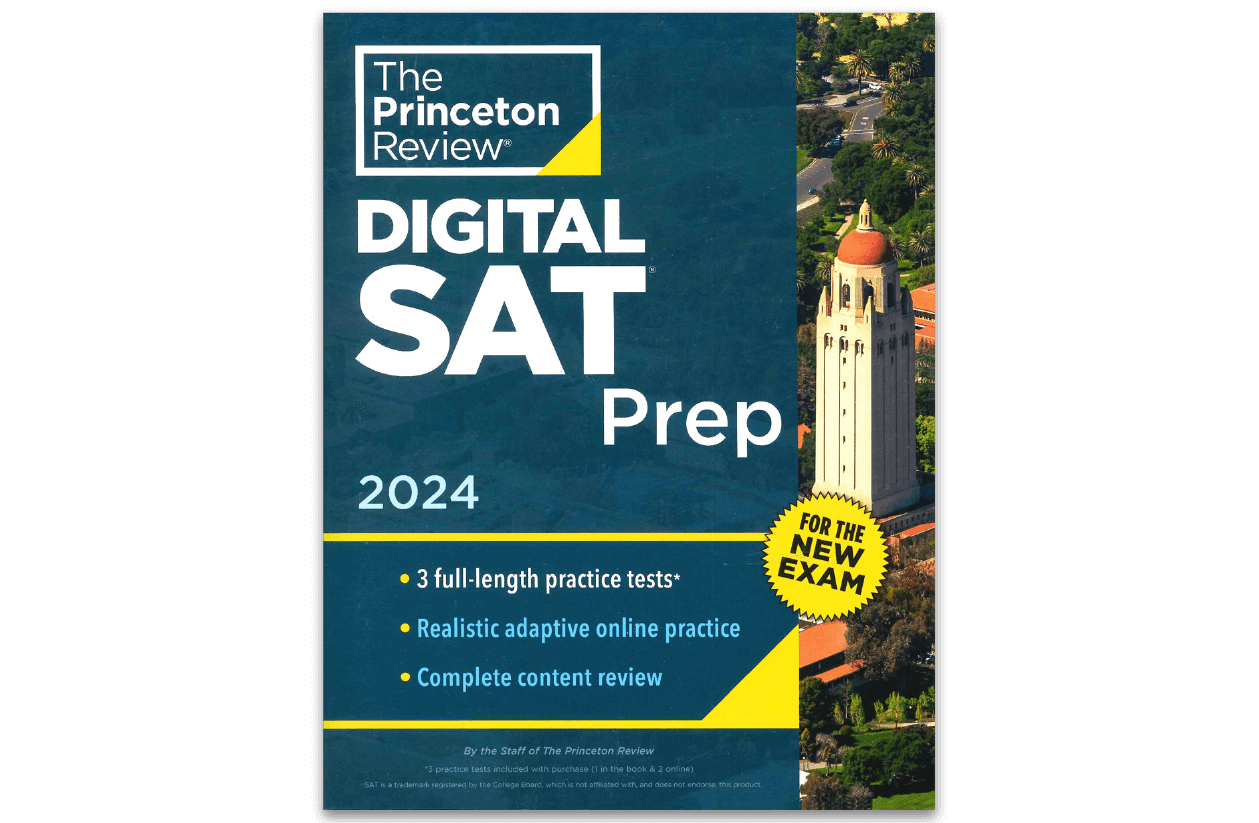 The
Princeton
Review®
DIGITAL
SAT®
Prep
2024
FOR THE
NEW
EXAM
• 3 full-length practice tests*
• Realistic adaptive online practice
• Complete content review
By the Staff of The Princeton Review
*3 practice tests included with purchase (1 in the book & 2 online)
SAT is a trademark registered by the College Board, which is not affiliated with, and does not endorse, this product.